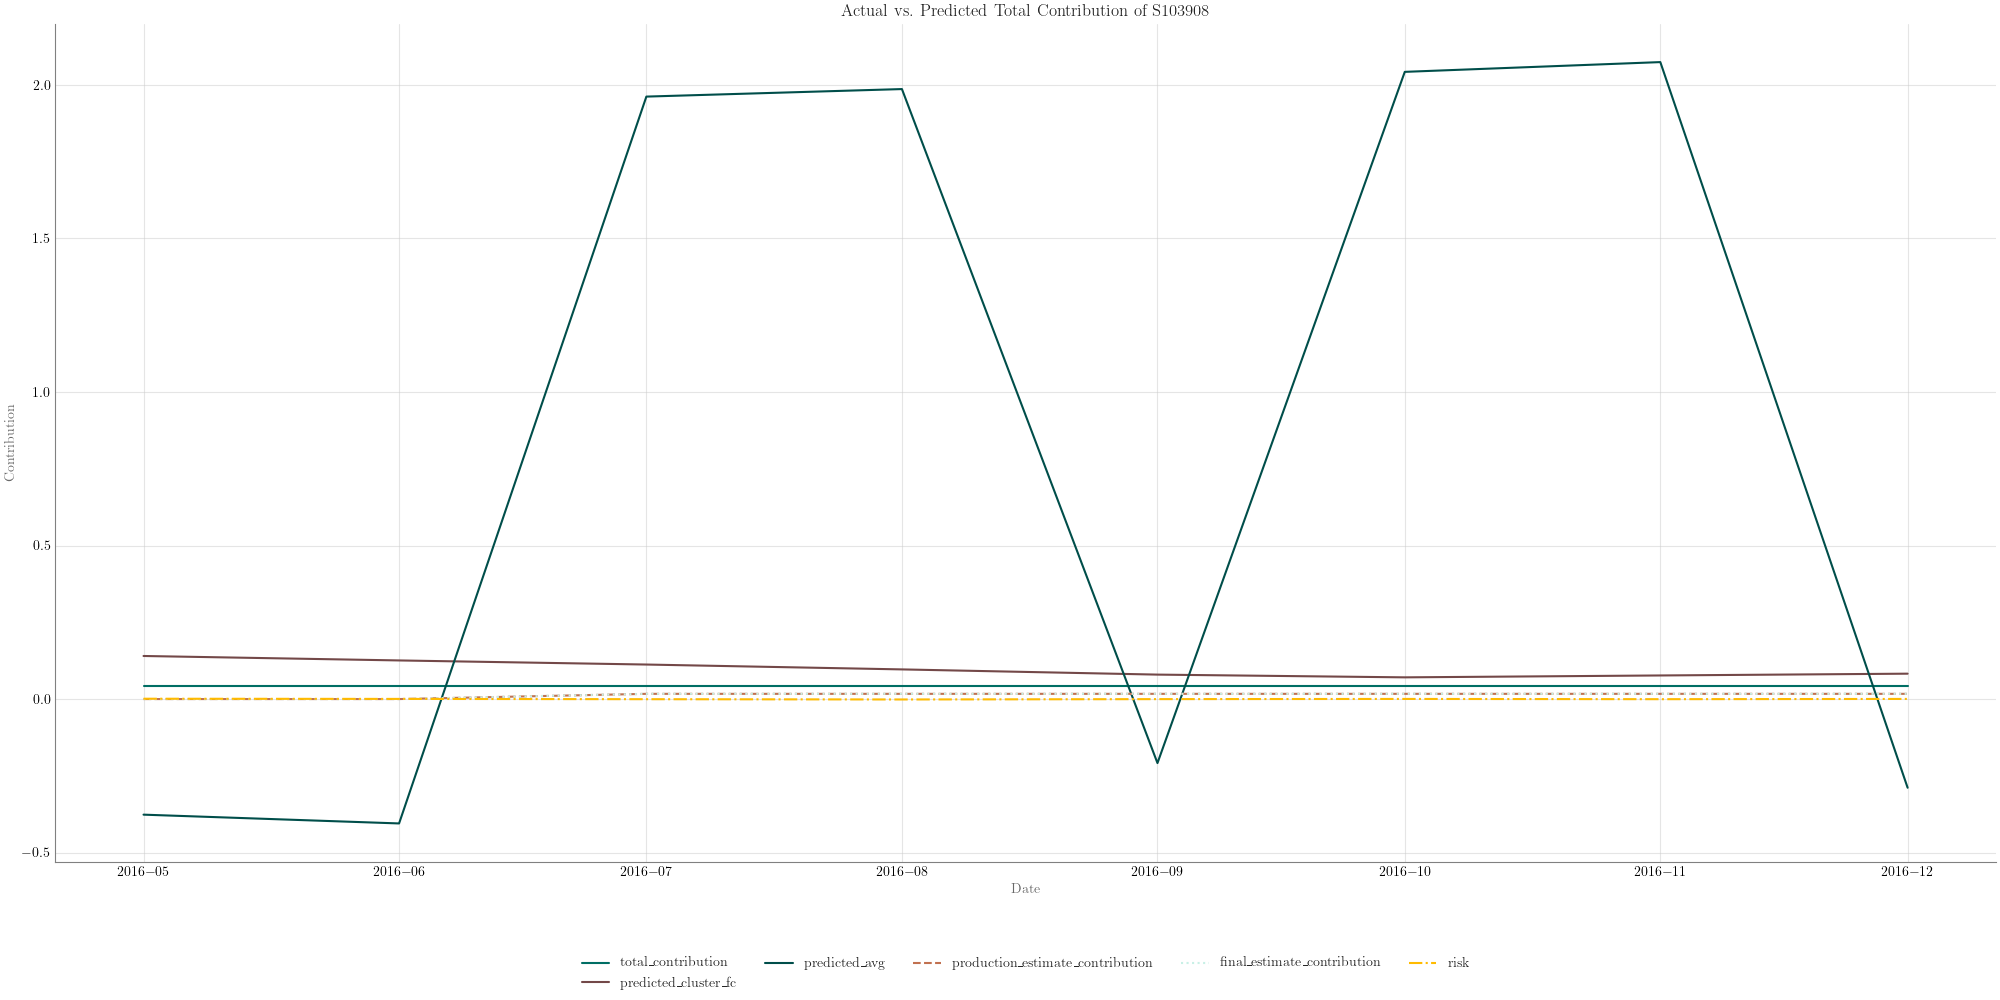 Actual vs. Predicted Total Contribution of S103908
Contribution
2.0
1.5
1.0
0.5
0.0
−0.5
2016−05 2016−06 2016−07 2016−08 2016−09 2016−10 2016−11 2016−12
Date
total_contribution predicted_avg production_estimate_contribution final_estimate_contribution risk
predicted_cluster_fc